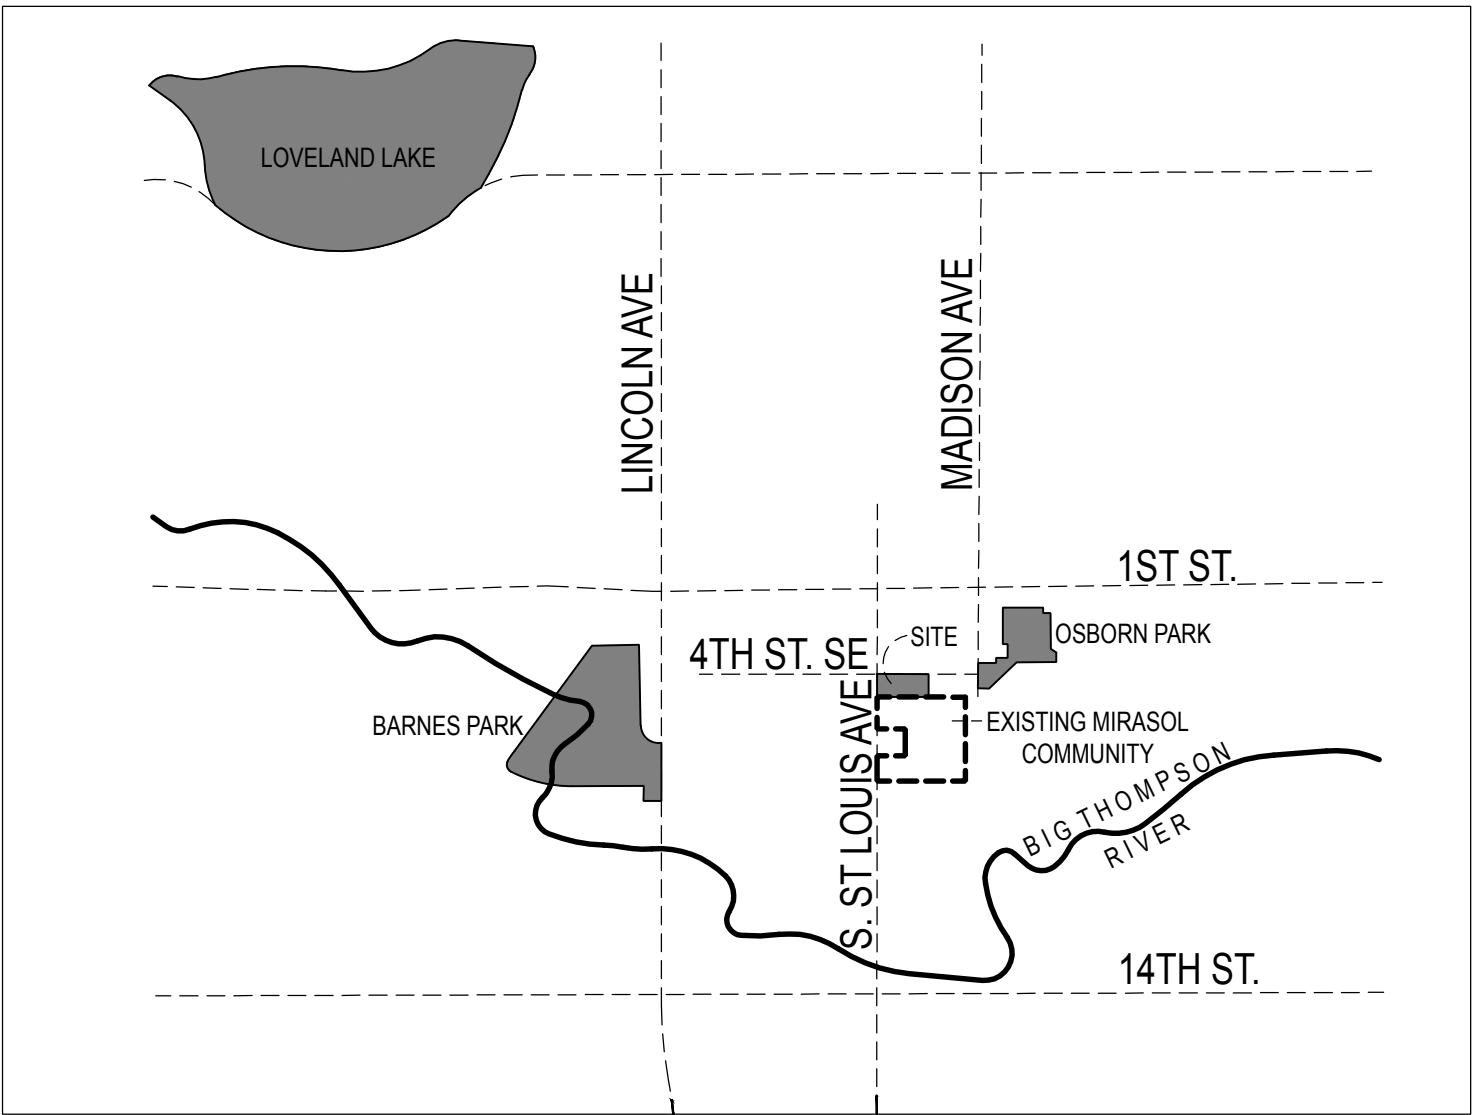 LOVELAND LAKE
LINCOLN AVE
MADISON AVE
1ST ST.
4TH ST. SE
SITE
OSBORN PARK
BARNES PARK
S. ST LOUIS AVE
EXISTING MIRASOL
COMMUNITY
BIG THOMPSON
RIVER
14TH ST.